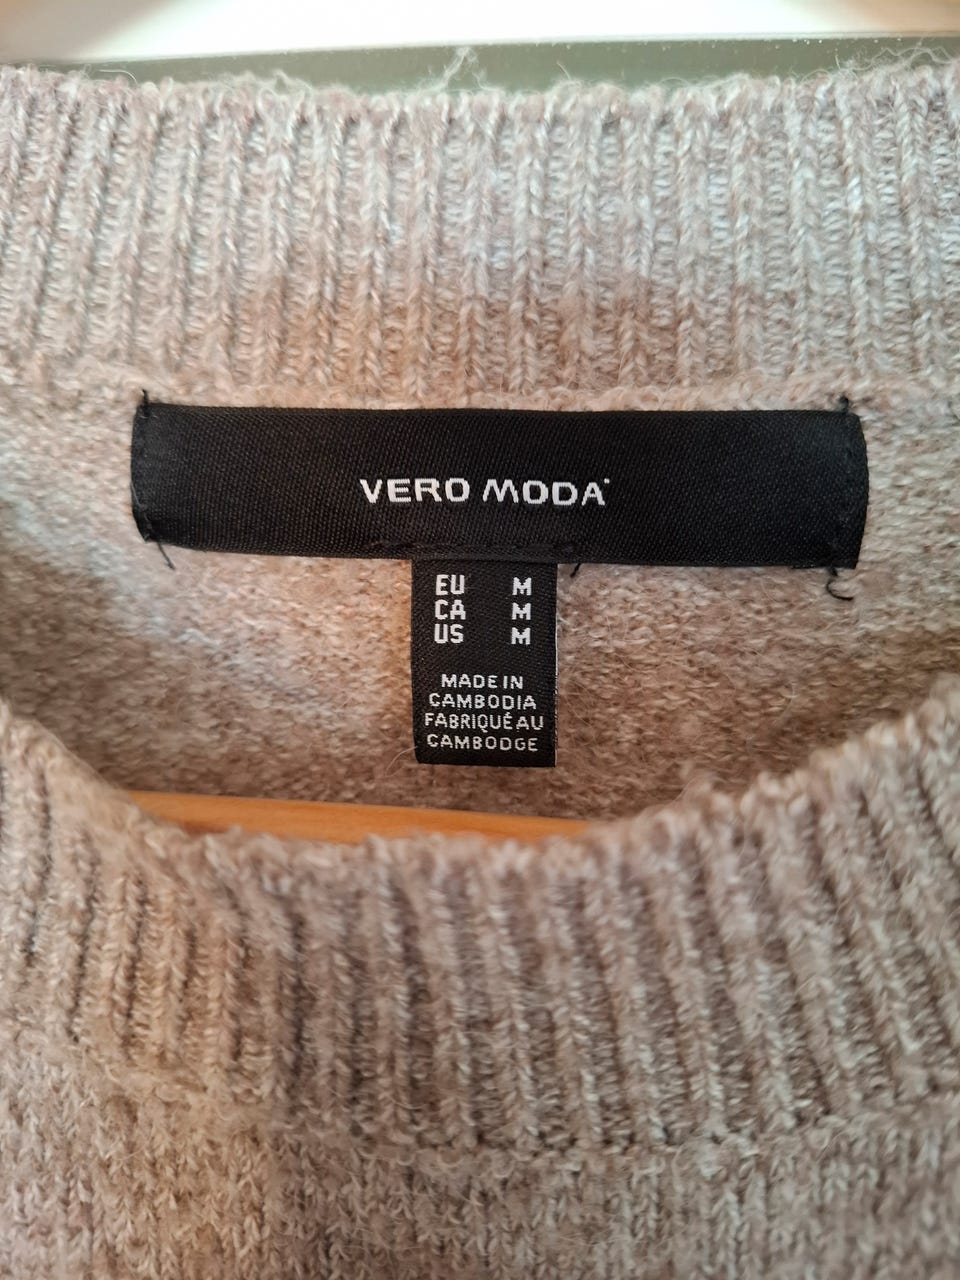 VERO MODA
EU M
CA M
US M
MADE IN
CAMBODIA
FABRIQUÉ AU
CAMBODGE